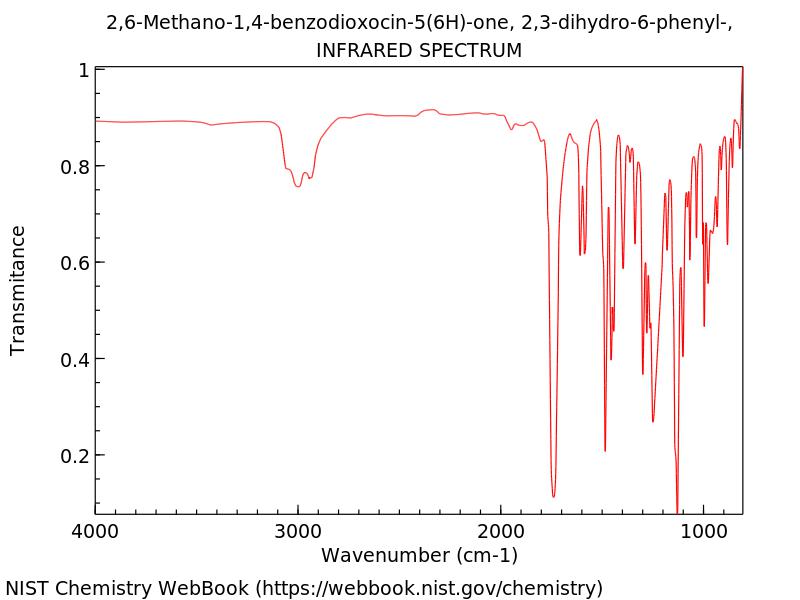 2,6-Methano-1,4-benzodioxocin-5(6H)-one, 2,3-dihydro-6-phenyl-,
INFRARED SPECTRUM
1
0.8
0.6
0.4
0.2
Transmitance
4000 3000 2000 1000
Wavenumber (cm-1)
NIST Chemistry WebBook (https://webbook.nist.gov/chemistry)